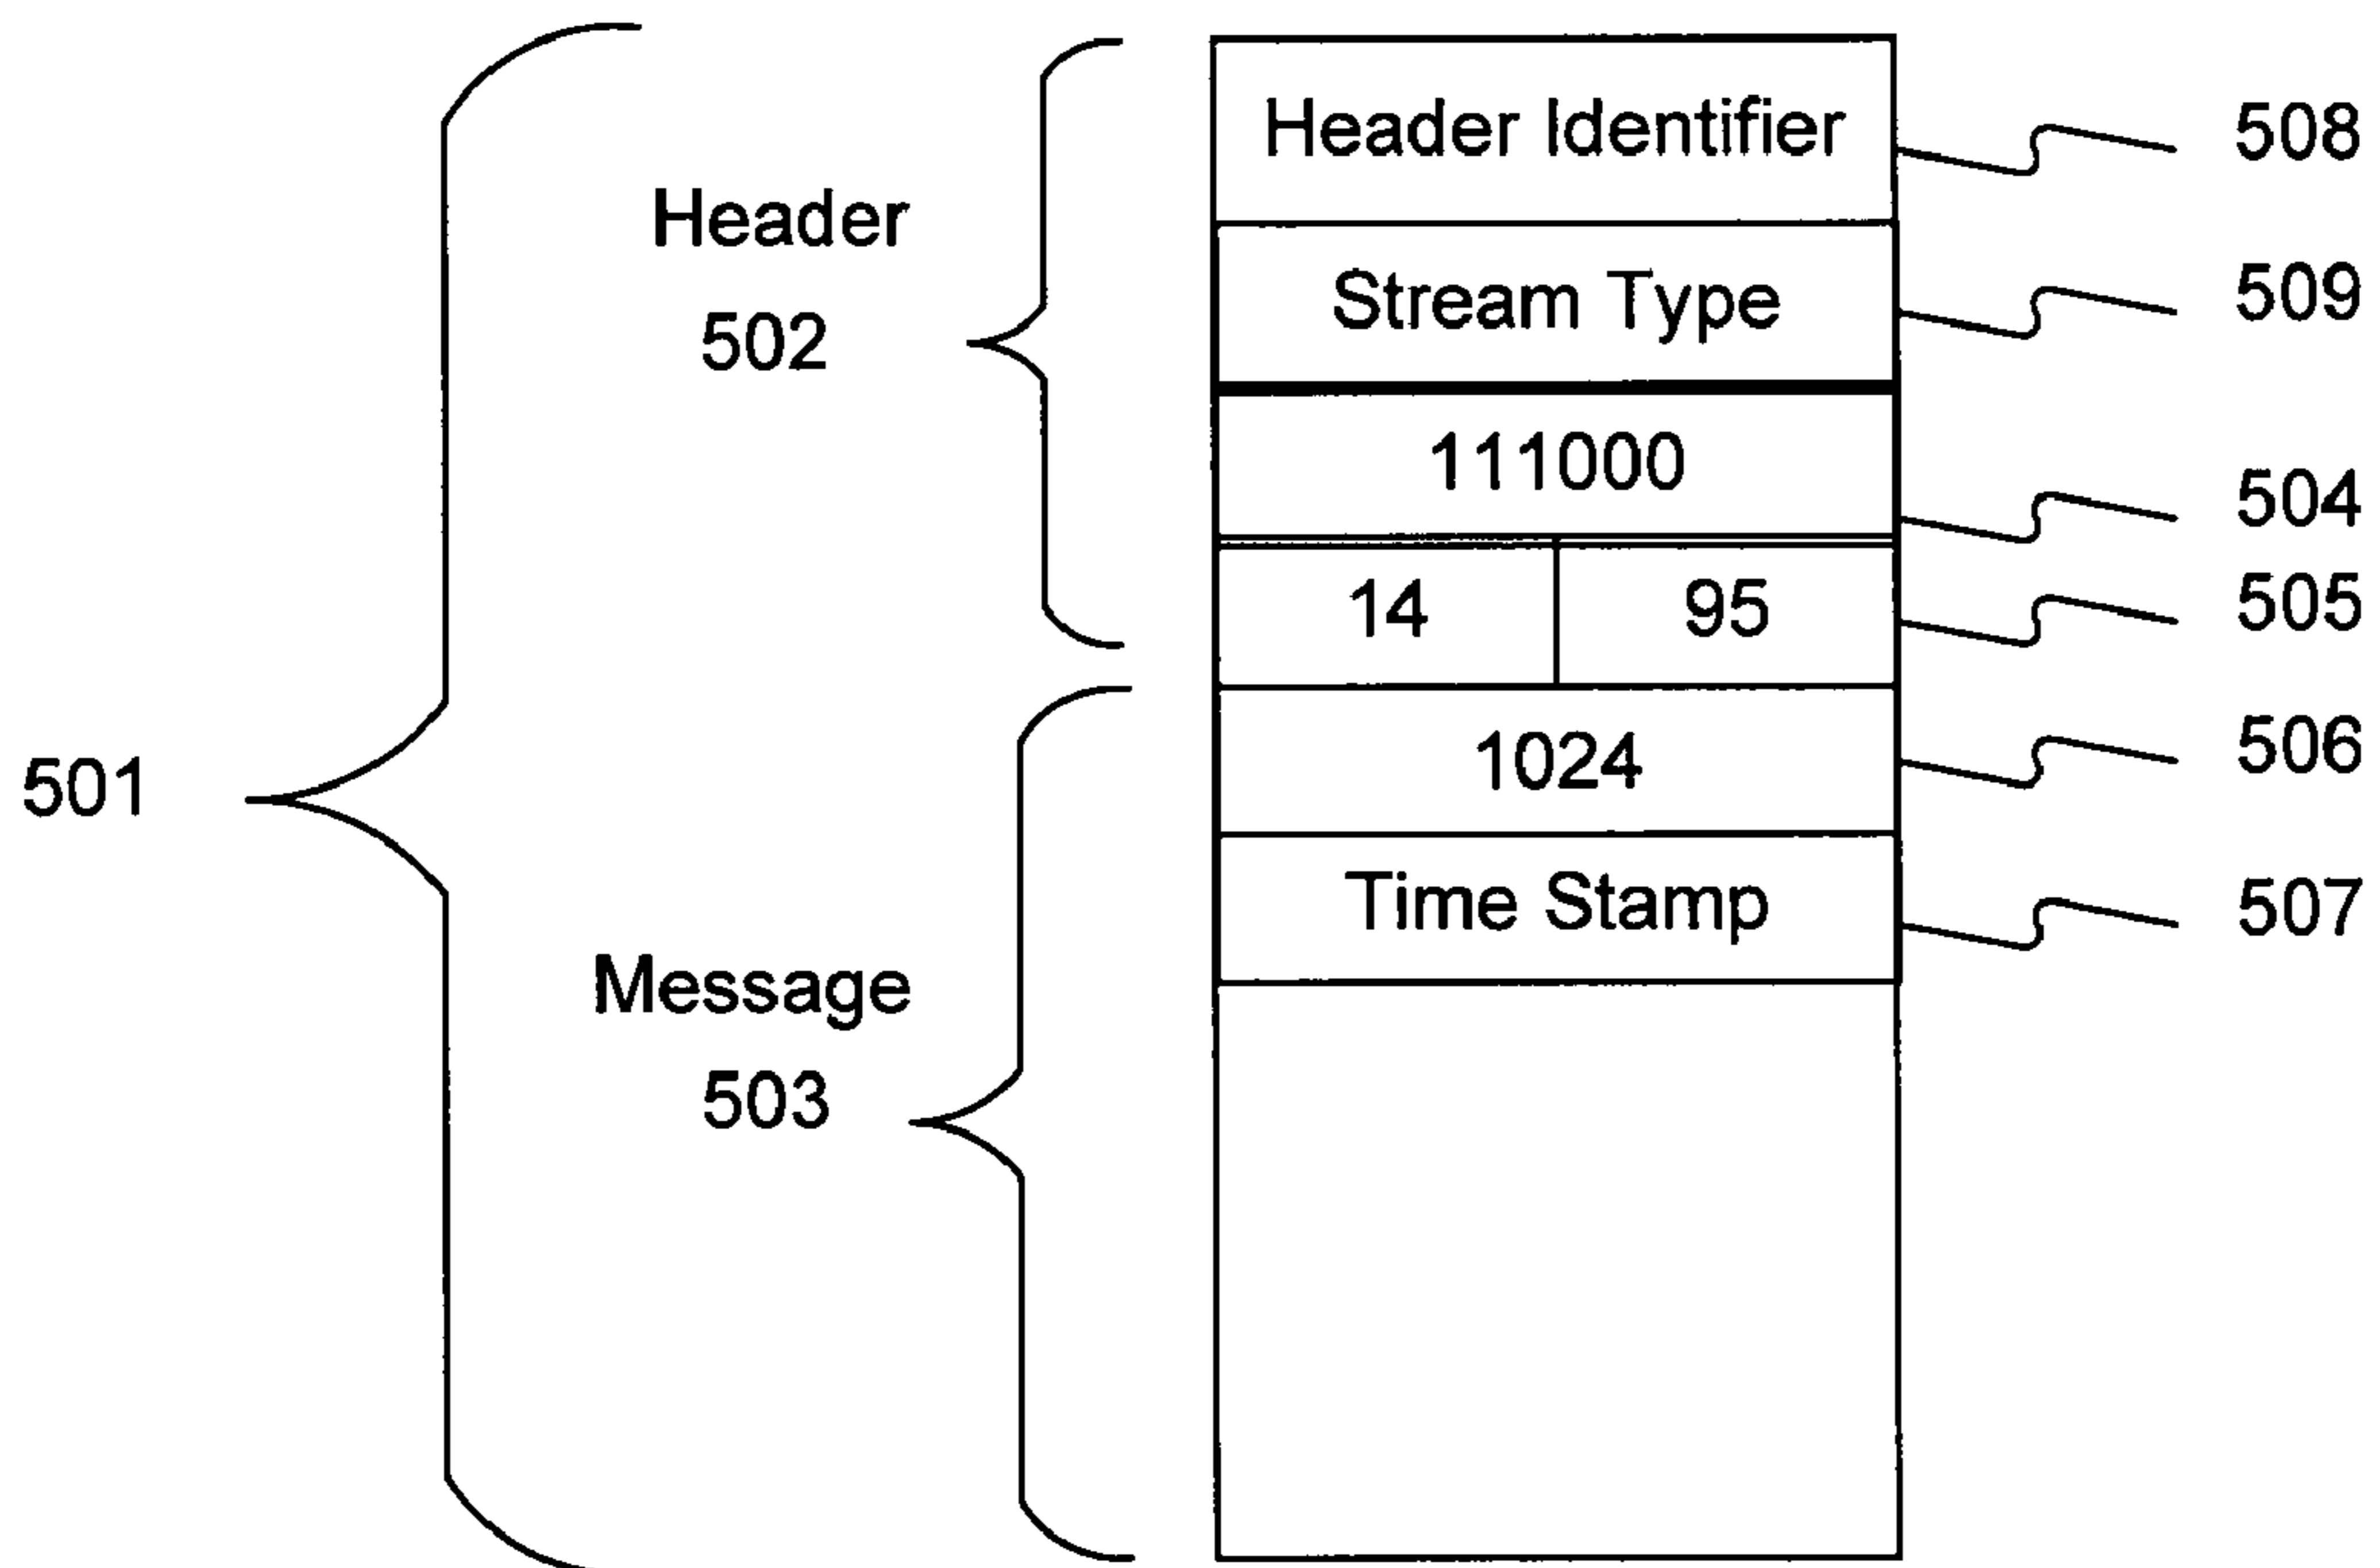 Header Identifier
508
Header
502
Stream Type
509
111000
504
14
95
505
501
1024
506
Time Stamp
507
Message
503